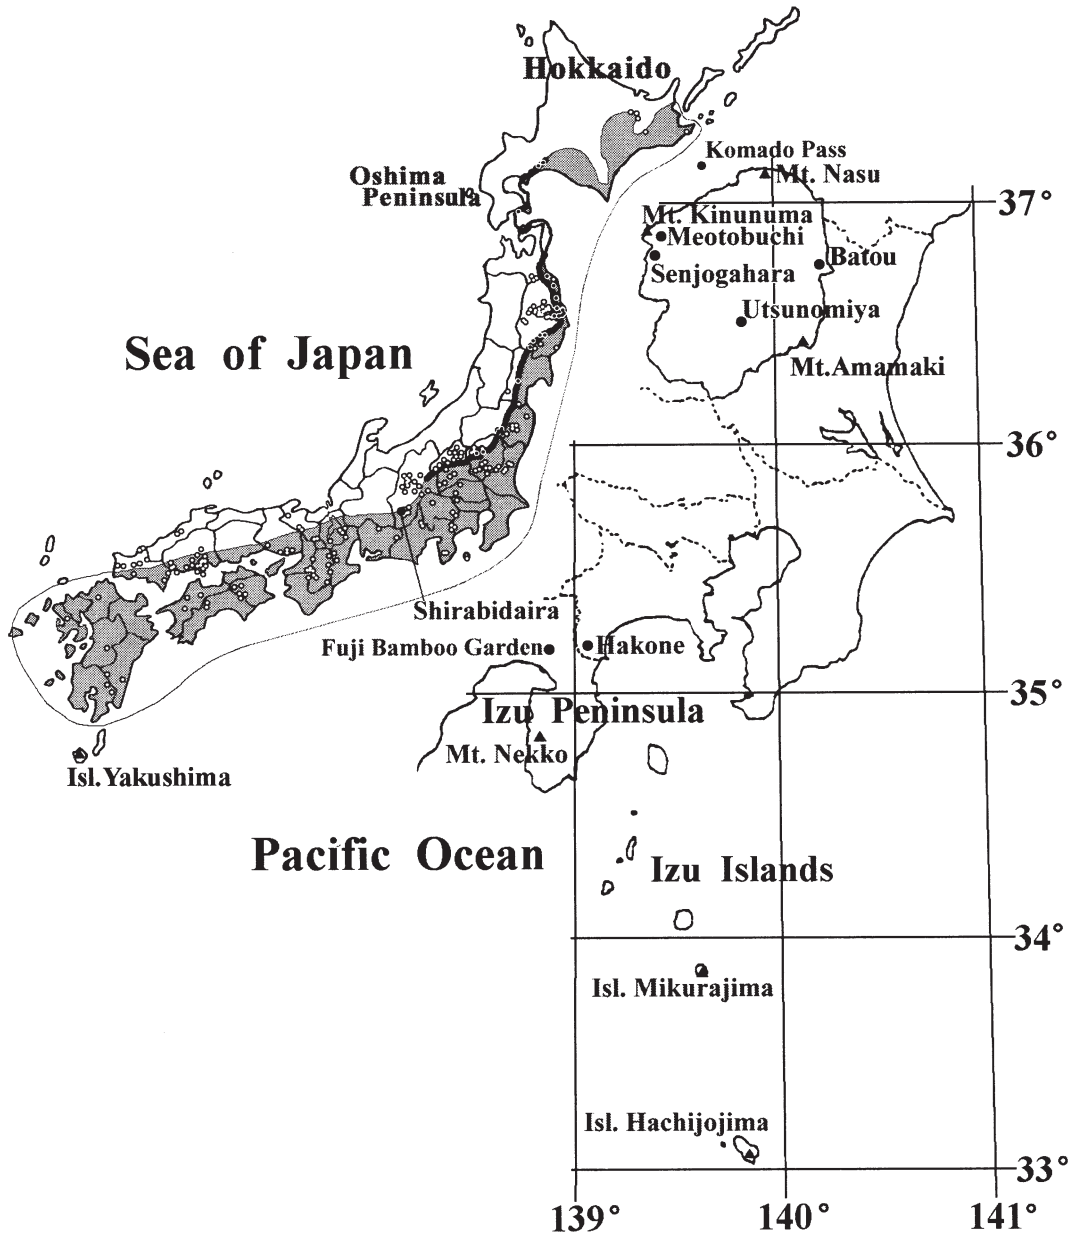 Hokkaido
Komado Pass
Mt. Nasu
Oshima
Peninsula
37°
Mt. Kinunuma
Meotobuchi
Batou
Senjogahara
Utsunomiya
Sea of Japan
Mt.Amamaki
36°
Shirabidaira
Fuji Bamboo Garden
Hakone
35°
Izu Peninsula
Mt. Nekko
Isl.Yakushima
Pacific Ocean
Izu Islands
34°
Isl. Mikurajima
Isl. Hachijojima
33°
139°
140°
141°